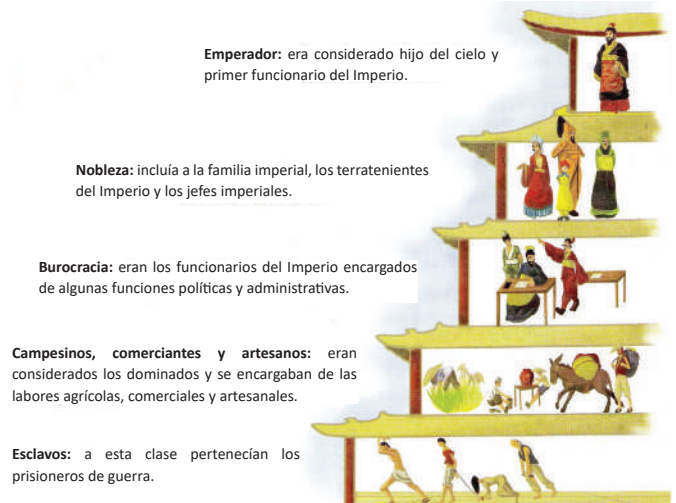 Emperador: era considerado hijo del cielo y
primer funcionario del Imperio.
Nobleza: incluía a la familia imperial, los terratenientes
del Imperio y los jefes imperiales.
Burocracia: eran los funcionarios del Imperio encargados
de algunas funciones políticas y administrativas.
Campesinos, comerciantes y artesanos: eran
considerados los dominados y se encargaban de las
labores agrícolas, comerciales y artesanales.
Esclavos: a esta clase pertenecían los
prisioneros de guerra.